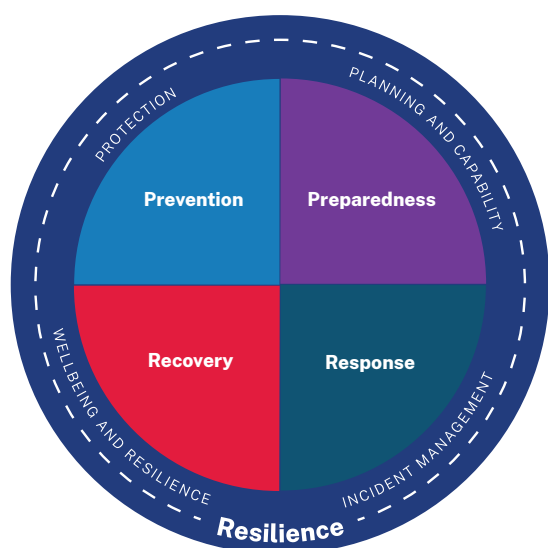 PROTECTION
PLANNING AND CAPABILITY
Prevention
Preparedness
Recovery
Response
WELLBEING AND RESILIENCE
INCIDENT MANAGEMENT
Resilience